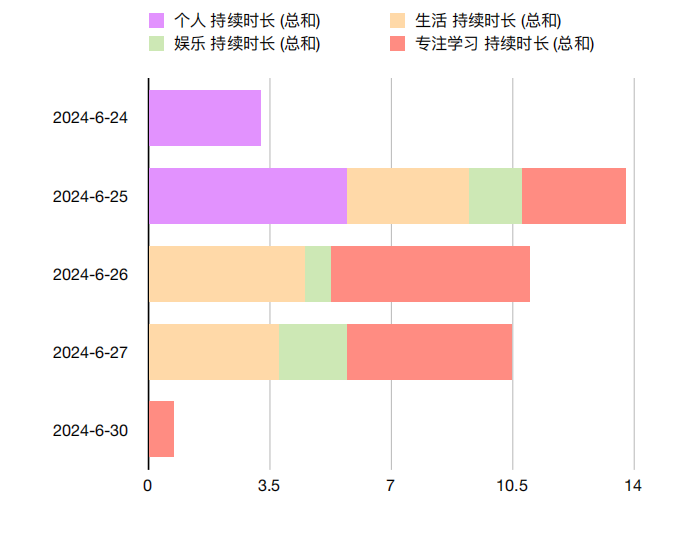 个人 持续时长 (总和)
生活 持续时长 (总和)
娱乐 持续时长 (总和)
专注学习 持续时长 (总和)
2024-6-24
2024-6-25
2024-6-26
2024-6-27
2024-6-30
0
3.5
7
10.5
14